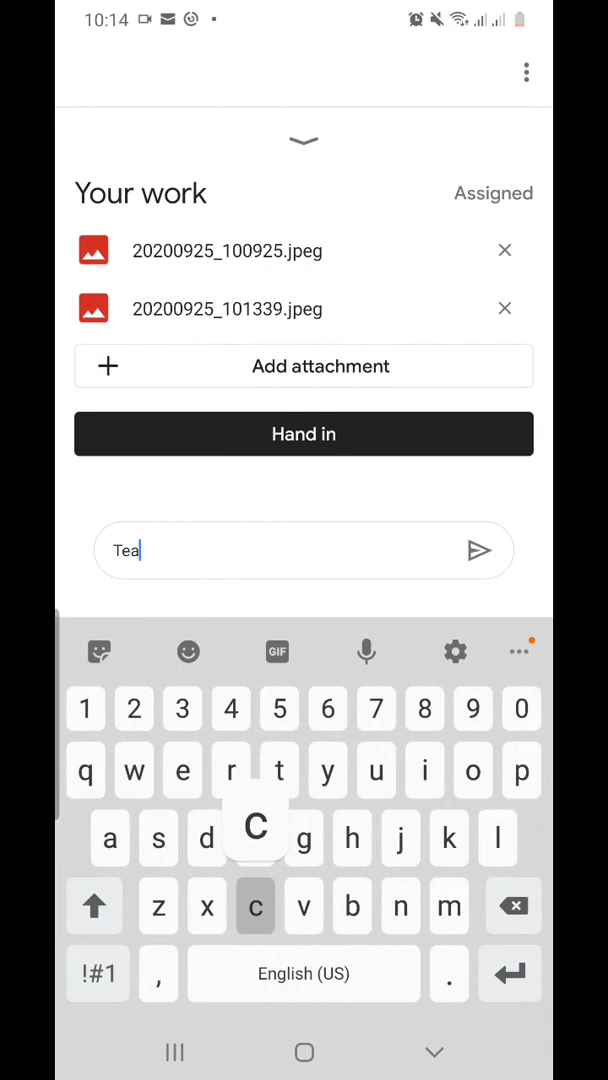 10:14
Your work Assigned
20200925_100925.jpeg
20200925_101339.jpeg
Add attachment
Hand in
Tea
GIF
1 2 3 4 5 6 7 8 9 0
q w e r t y u i o p
a s d C g h j k l
z x c v b n m
!#1 , English (US) .